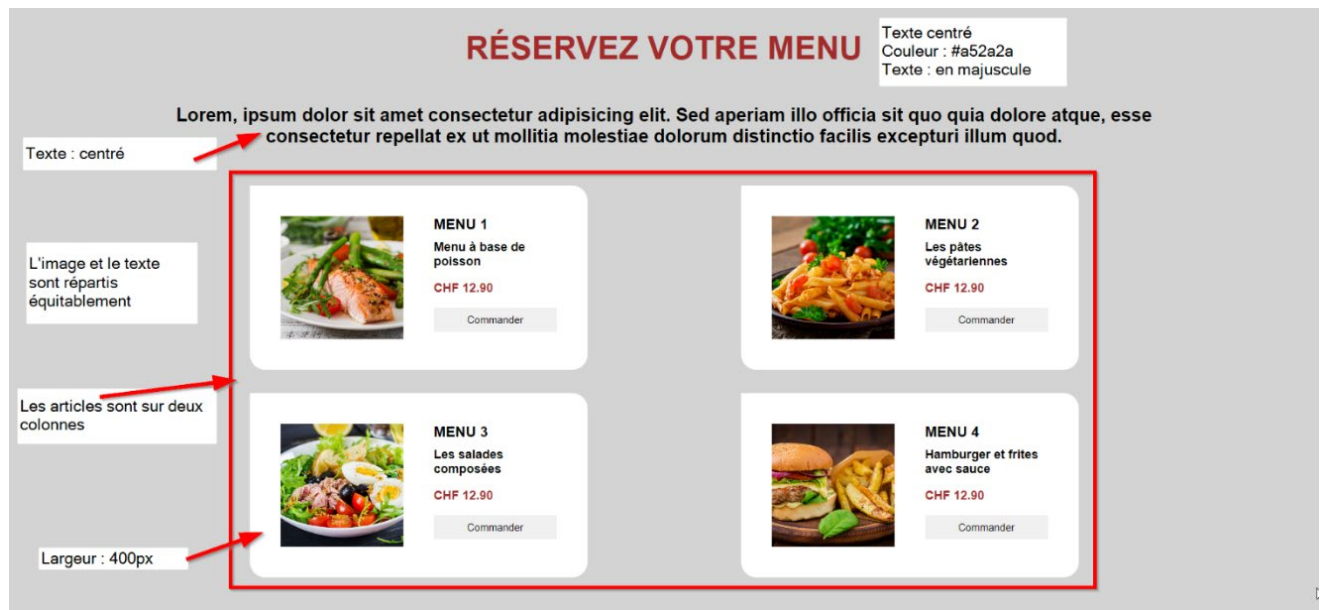 RÉSERVEZ VOTRE MENU
Texte centré
Couleur : #a52a2a
Texte : en majuscule
Lorem, ipsum dolor sit amet consectetur adipisicing elit. Sed aperiam illo officia sit quo quia dolore atque, esse
consectetur repellat ex ut mollitia molestiae dolorum distinctio facilis excepturi illum quod.
Texte : centré
L'image et le texte
sont répartis
équitablement
Les articles sont sur deux
colonnes
Largeur : 400px
MENU 1
Menu à base de
poisson
CHF 12.90
Commander
MENU 2
Les pâtes
végétariennes
CHF 12.90
Commander
MENU 3
Les salades
composées
CHF 12.90
Commander
MENU 4
Hamburger et frites
avec sauce
CHF 12.90
Commander